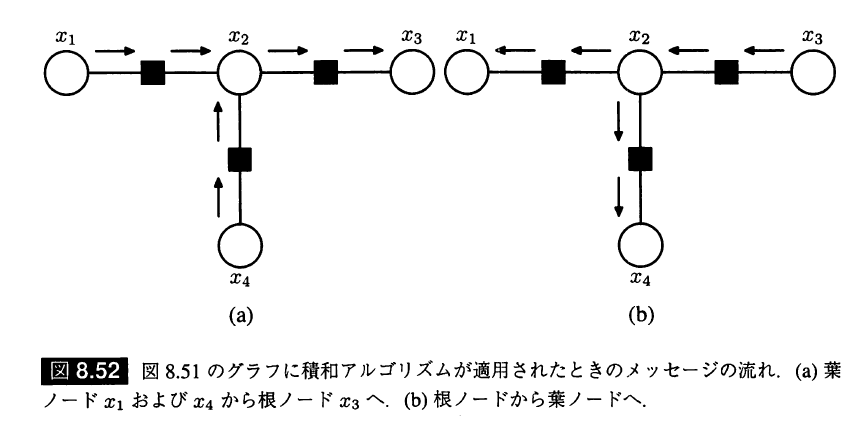 x₁ x₂ x₃ x₁ x₂ x₃
x₄ x₄
(a) (b)
図 8.52 図 8.51 のグラフに積和アルゴリズムが適用されたときのメッセージの流れ. (a) 葉
ノード x₁ および x₄ から根ノード x₃ へ. (b) 根ノードから葉ノードへ.